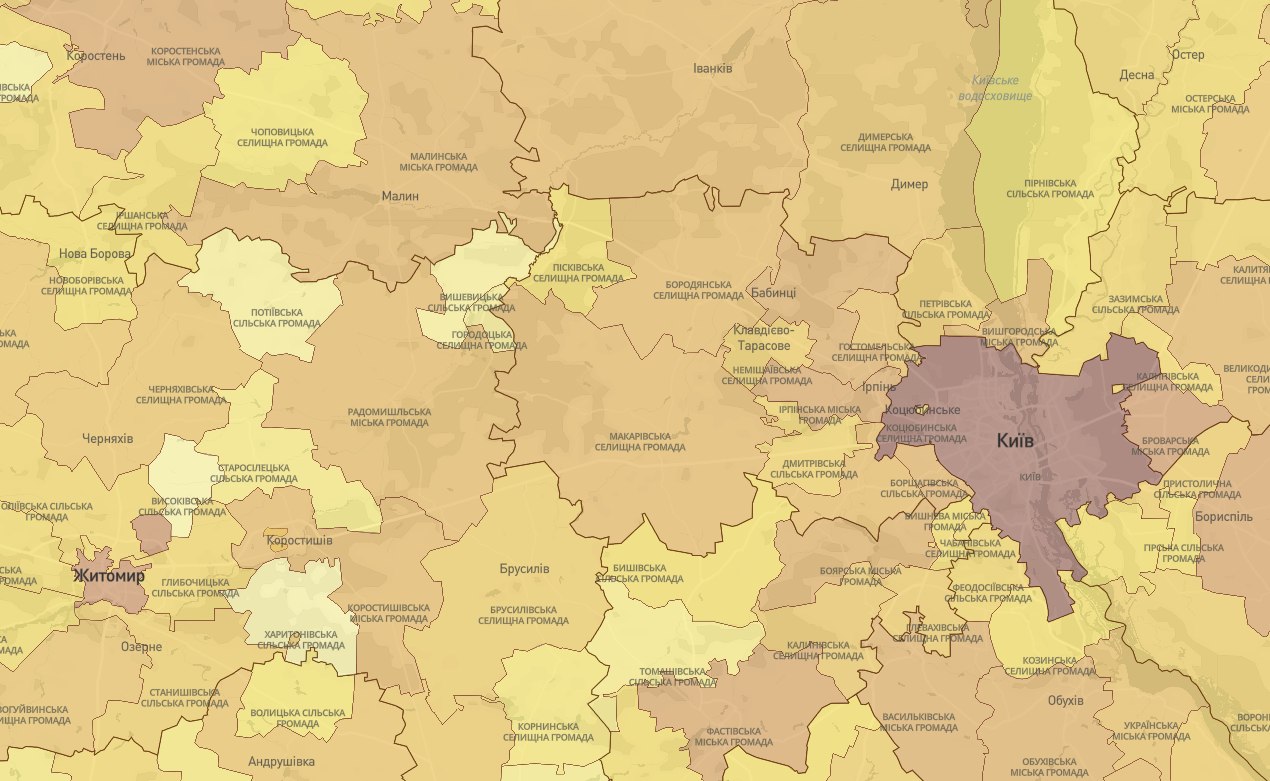 Коростень
КОРОСТЕНСЬКА
МІСЬКА ГРОМАДА
Іванків
Остер
Десна
Київське
водосховище
ОСТЕРСЬКА
МІСЬКА ГРОМАДА
ЧОПОВИЦЬКА
СЕЛИЩНА ГРОМАДА
МАЛИНСЬКА
МІСЬКА ГРОМАДА
ДИМЕРСЬКА
СЕЛИЩНА ГРОМАДА
Малин
Димер
ПІРНІВСЬКА
СІЛЬСЬКА ГРОМАДА
ІРШАНСЬКА
СЕЛИЩНА ГРОМАДА
Нова Борова
НОВОБОРІВСЬКА
СЕЛИЩНА ГРОМАДА
ПІСКІВСЬКА
СЕЛИЩНА ГРОМАДА
БОРОДЯНСЬКА
СЕЛИЩНА ГРОМАДА
Бабинці
ВИШЕВИЦЬКА
СІЛЬСЬКА ГРОМАДА
ПЕТРІВСЬКА
СІЛЬСЬКА ГРОМАДА
ЗАЗИМСЬКА
СІЛЬСЬКА ГРОМАДА
ПОТІЇВСЬКА
СІЛЬСЬКА ГРОМАДА
ГОРОДОЦЬКА
СЕЛИЩНА ГРОМАДА
Клавдієво-
Тарасове
ВИШГОРОДСЬКА
МІСЬКА ГРОМАДА
ГОСТОМЕЛЬСЬКА
СЕЛИЩНА ГРОМАДА
НЕМІШАЇВСЬКА
СЕЛИЩНА ГРОМАДА
Ірпінь
КАЛИНІВСЬКА
СЕЛИЩНА ГРОМАДА
ЧЕРНЯХІВСЬКА
СЕЛИЩНА ГРОМАДА
РАДОМИШЛЬСЬКА
МІСЬКА ГРОМАДА
ІРПІНСЬКА МІСЬКА
ГРОМАДА
Коцюбинське
КОЦЮБИНСЬКА
СЕЛИЩНА ГРОМАДА
Черняхів
МАКАРІВСЬКА
СЕЛИЩНА ГРОМАДА
Київ
КИЇВ
БРОВАРСЬКА
МІСЬКА ГРОМАДА
СТАРОСІЛЕЦЬКА
СІЛЬСЬКА ГРОМАДА
ДМИТРІВСЬКА
СІЛЬСЬКА ГРОМАДА
БОРЩАГІВСЬКА
СІЛЬСЬКА ГРОМАДА
ПРИСТОЛИЧНА
СІЛЬСЬКА ГРОМАДА
ВИСОКІВСЬКА
СІЛЬСЬКА ГРОМАДА
ВИШНЕВА МІСЬКА
ГРОМАДА
Бориспіль
Коростишів
ЧАБАНІВСЬКА
СЕЛИЩНА ГРОМАДА
ГІРСЬКА СІЛЬСЬКА
ГРОМАДА
Житомир
ГЛИБОЧИЦЬКА
СІЛЬСЬКА ГРОМАДА
Брусилів
БИШІВСЬКА
СІЛЬСЬКА ГРОМАДА
БОЯРСЬКА МІСЬКА
ГРОМАДА
ФЕОДОСІЇВСЬКА
СІЛЬСЬКА ГРОМАДА
КОРОСТИШІВСЬКА
МІСЬКА ГРОМАДА
БРУСИЛІВСЬКА
СЕЛИЩНА ГРОМАДА
ГЛЕВАХІВСЬКА
СЕЛИЩНА ГРОМАДА
Озерне
ХАРИТОНІВСЬКА
СІЛЬСЬКА ГРОМАДА
КАЛИНІВСЬКА
СЕЛИЩНА ГРОМАДА
ТОМАШІВСЬКА
СІЛЬСЬКА ГРОМАДА
КОЗИНСЬКА
СЕЛИЩНА ГРОМАДА
СТАНИШІВСЬКА
СІЛЬСЬКА ГРОМАДА
Обухів
ВОЛИЦЬКА СІЛЬСЬКА
ГРОМАДА
КОРНИНСЬКА
СЕЛИЩНА ГРОМАДА
ФАСТІВСЬКА
МІСЬКА ГРОМАДА
ВАСИЛЬКІВСЬКА
МІСЬКА ГРОМАДА
УКРАЇНСЬКА
МІСЬКА ГРОМАДА
Андрушівка
ОБУХІВСЬКА
МІСЬКА ГРОМАДА